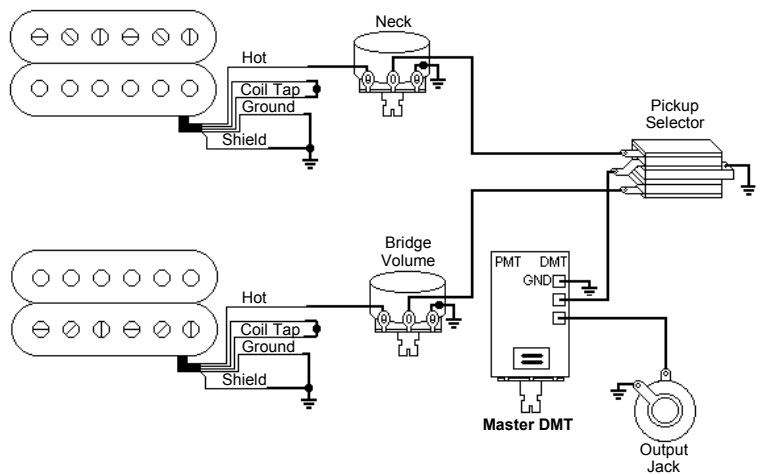 Neck
Hot
Coil Tap
Ground
Shield
Pickup
Selector
Bridge
Volume
Hot
Coil Tap
Ground
Shield
PMT DMT
GND
Master DMT
Output
Jack